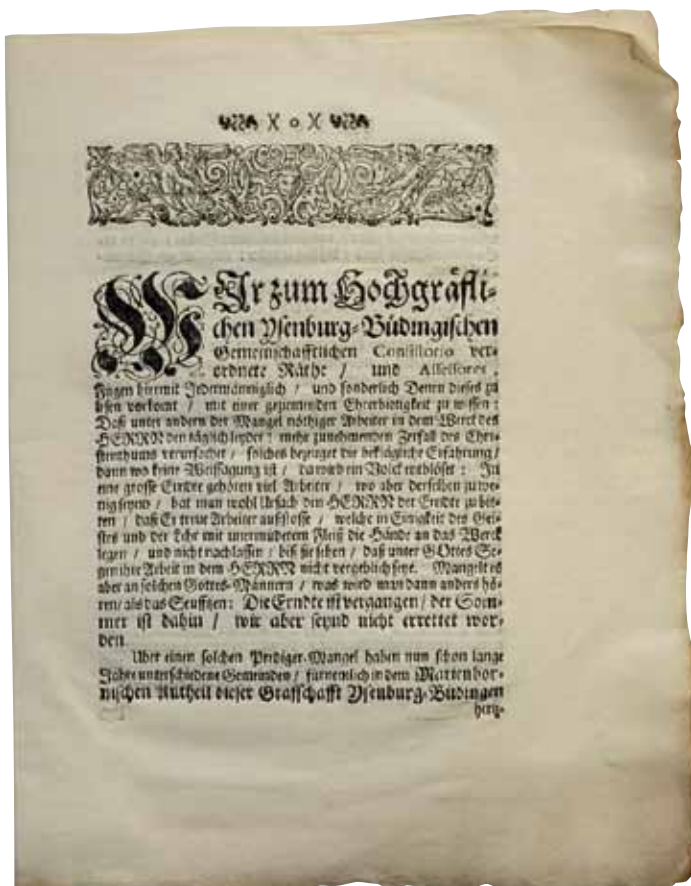 X o X
WIr zum Hochgräfli-
chen Ysenburg-Büdingischen
Gemeinschafftlichen Consistorio ver-
ordnete Räthe / und Assessores,
Fügen hiermit Jedermänniglich / und sonderlich Denen dieses zu
lesen vorkomt / mit einer geziemenden Ehrerbietigkeit zu wissen:
Daß unter andern der Mangel nöthiger Arbeiter in dem Werck des
HERRN den täglich leyder! mehr zunehmenden Zerfall des Chri-
stenthums verursachet / solches bezeuget die beklägliche Erfahrung /
dann wo keine Weissagung ist / da wird ein Volck trostloser: In
eine grosse Erndte gehören viel Arbeiter / wo aber derselben zu we-
nig seynd / hat man wohl Ursach den HERRN der Erndte zu bit-
ten / daß Er treue Arbeiter ausstosse / welche in Einigkeit des Gei-
stes und der Lehr mit unermüdetem Fleiß die Hände an das Werck
legen / und nicht nachlassen / biß sie sehen / daß unter GOttes Se-
gen ihre Arbeit in dem HERRN nicht vergeblich seye. Mangelt es
aber an solchen Gottes-Männern / was wird man dann anders hö-
ren / als das Seufftzen: Die Erndte ist vergangen / der Som-
mer ist dahin / wir aber seynd nicht errettet wor-
den.
Uber einen solchen Prediger-Mangel haben nun schon lange
Jahre unterschiedene Gemeinden / fürnemlich in dem Marienbor-
nischen Antheil dieser Graffschafft Ysenburg-Büdingen
hertz-